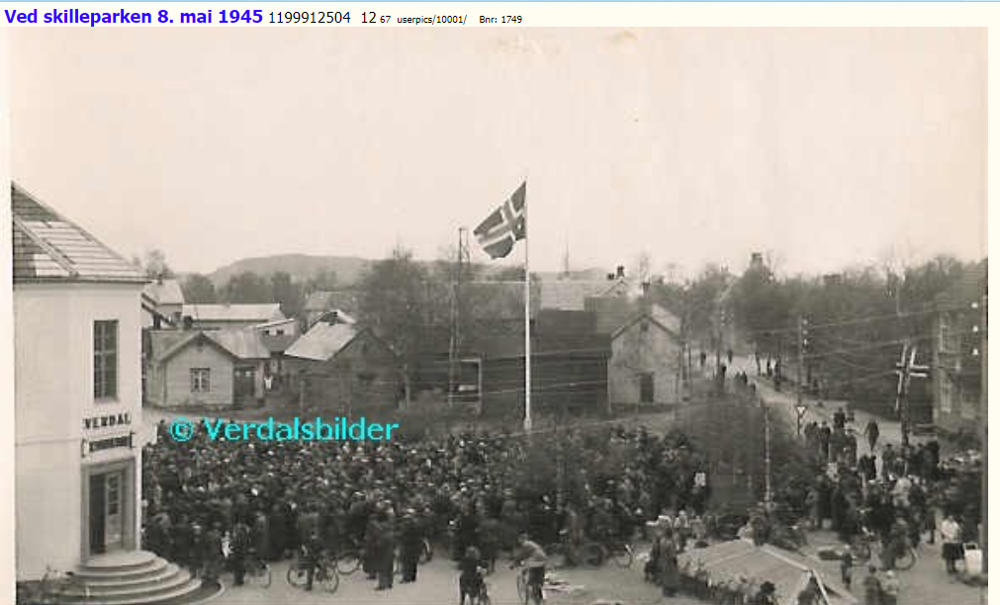 Ved skilleparken 8. mai 1945 1199912504 12 67 userpics/10001/ Bnr: 1749
VERDAL
© Verdalsbilder